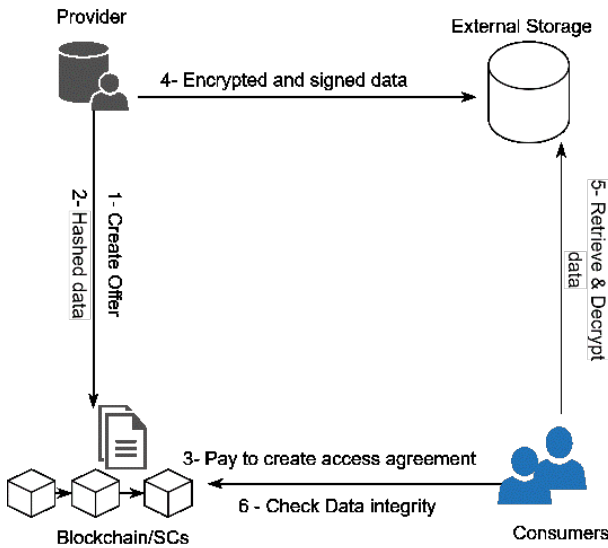 Provider
External Storage
4- Encrypted and signed data
1- Create Offer
2- Hashed data
5- Retrieve & Decrypt
data
3- Pay to create access agreement
6 - Check Data integrity
Blockchain/SCs
Consumers